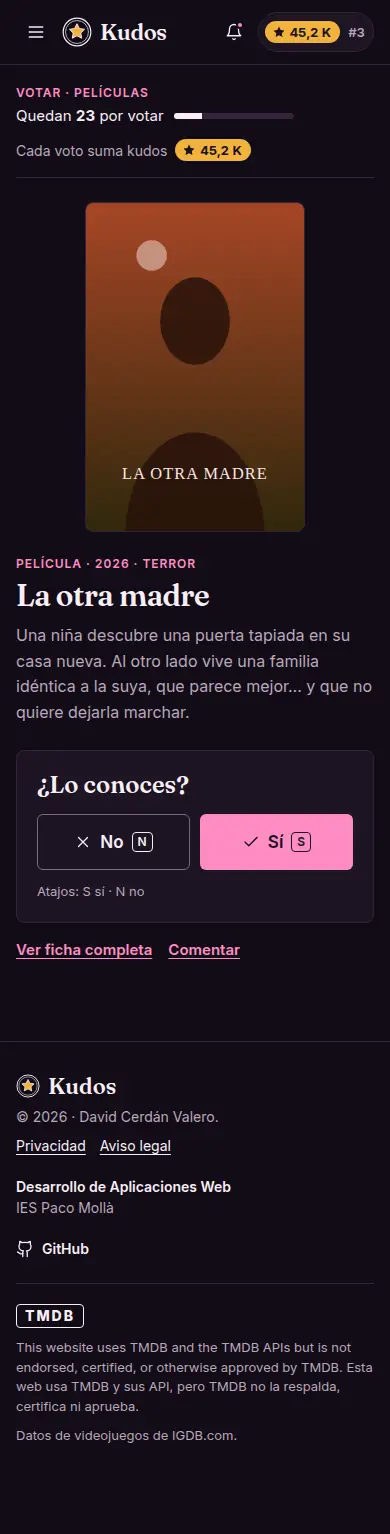 Kudos
45,2 K #3
VOTAR · PELÍCULAS
Quedan 23 por votar
Cada voto suma kudos 45,2 K
LA OTRA MADRE
PELÍCULA · 2026 · TERROR
La otra madre
Una niña descubre una puerta tapiada en su
casa nueva. Al otro lado vive una familia
idéntica a la suya, que parece mejor... y que no
quiere dejarla marchar.
¿Lo conoces?
No N
Sí S
Atajos: S sí · N no
Ver ficha completa Comentar
Kudos
© 2026 · David Cerdán Valero.
Privacidad Aviso legal
Desarrollo de Aplicaciones Web
IES Paco Mollà
GitHub
TMDB
This website uses TMDB and the TMDB APIs but is not
endorsed, certified, or otherwise approved by TMDB. Esta
web usa TMDB y sus API, pero TMDB no la respalda,
certifica ni aprueba.
Datos de videojuegos de IGDB.com.